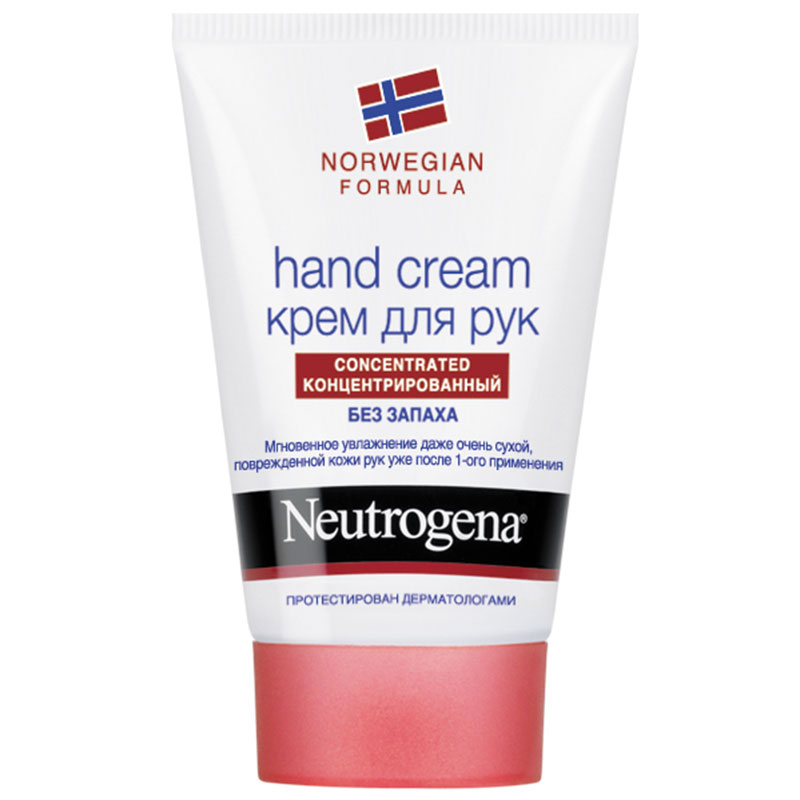 NORWEGIAN
FORMULA
hand cream
крем для рук
CONCENTRATED
КОНЦЕНТРИРОВАННЫЙ
БЕЗ ЗАПАХА
Мгновенное увлажнение даже очень сухой,
поврежденной кожи рук уже после 1-ого применения
Neutrogena®
ПРОТЕСТИРОВАН ДЕРМАТОЛОГАМИ